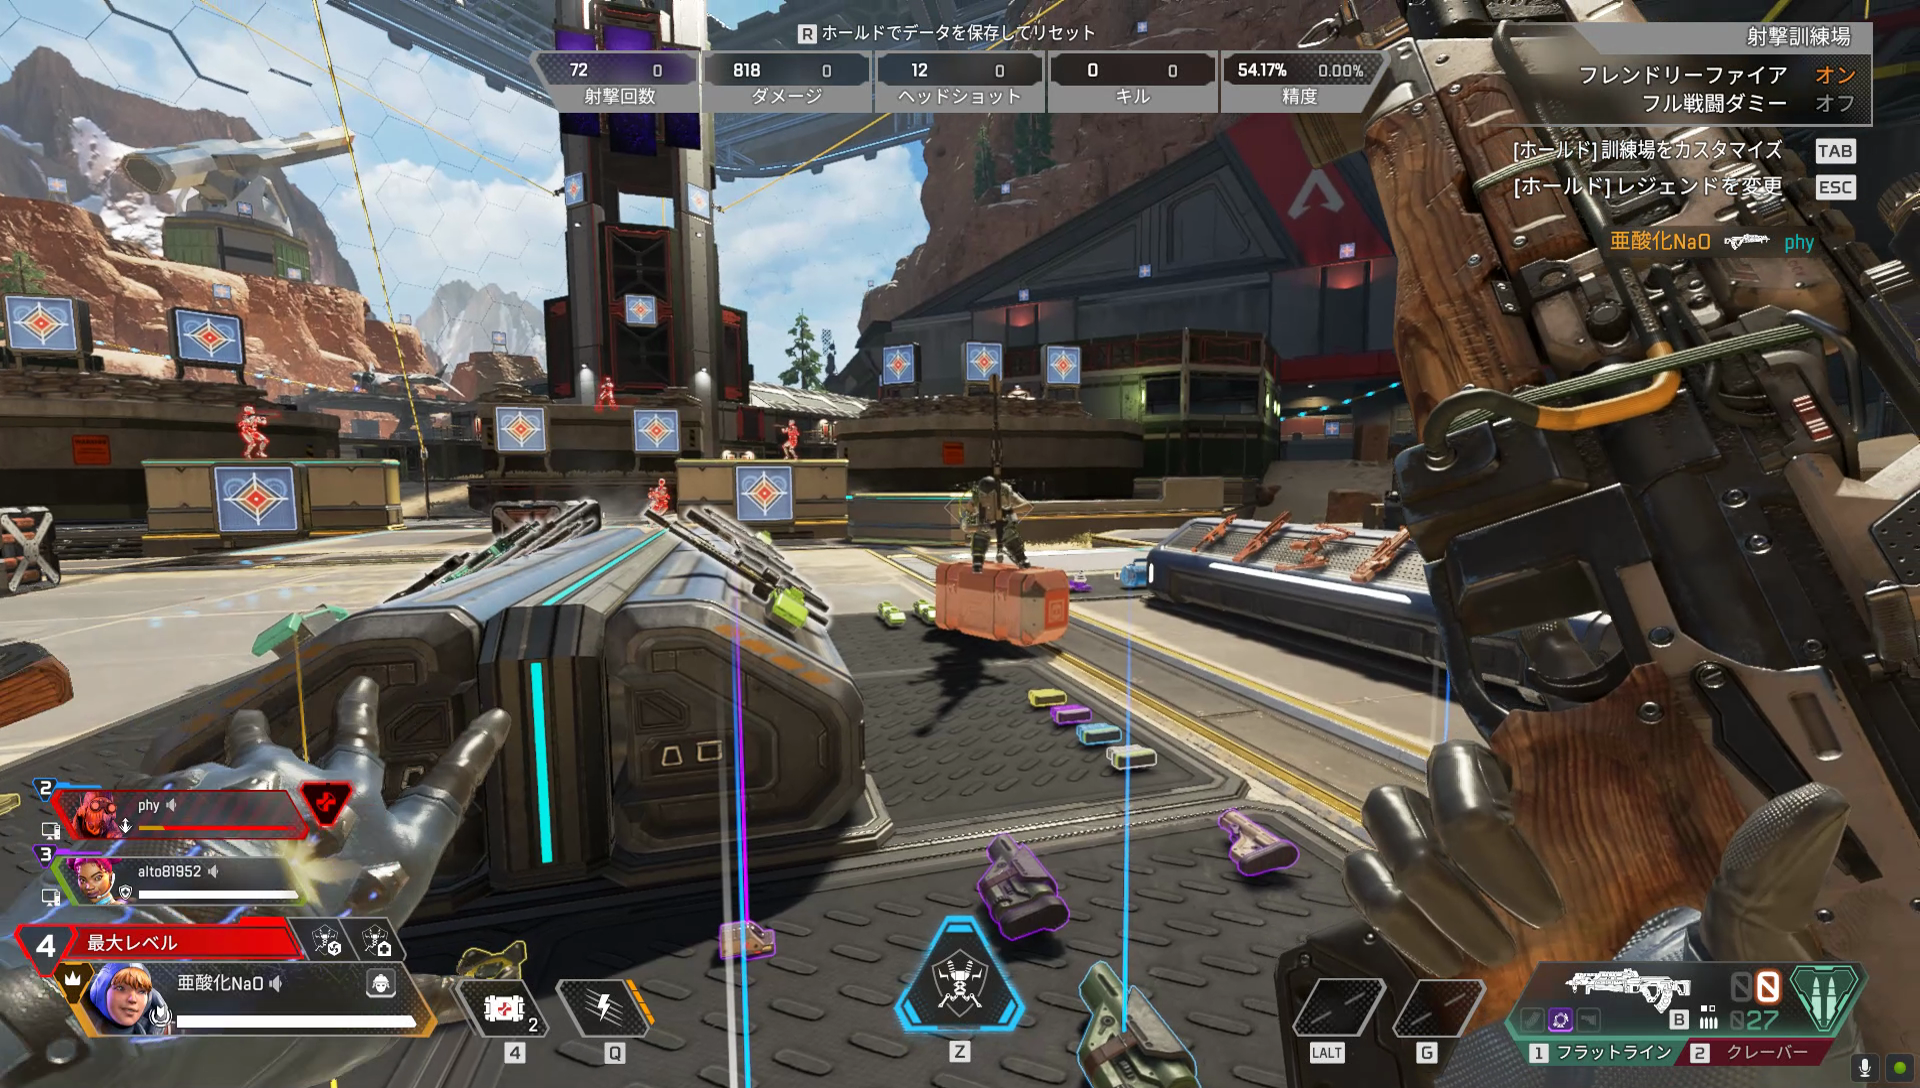 R ホールドでデータを保存してリセット
72 0 818 0 12 0 0 0 54.17% 0.00%
射撃回数 ダメージ ヘッドショット キル 精度
射撃訓練場
フレンドリーファイア オン
フル戦闘ダミー オフ
[ホールド]訓練場をカスタマイズ TAB
[ホールド]レジェンドを変更 ESC
亜酸化NaO phy
2 phy
3 alto81952
4 最大レベル
亜酸化NaO
2
4 Q Z LALT G
00
B 027
1 フラットライン 2 クレーバー